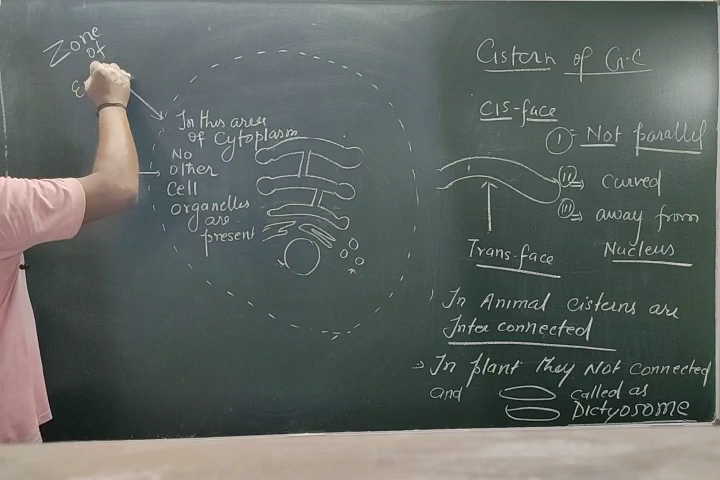 Zone
of
In this area
of Cytoplasm
No
other
Cell
organelles
are
present
Cistern of G.C
CIS-face
I Not parallel
II curved
III away from
Nucleus
Trans-face
In Animal cisterns are
Inter connected
In plant they Not connected
and called as
Dictyosome